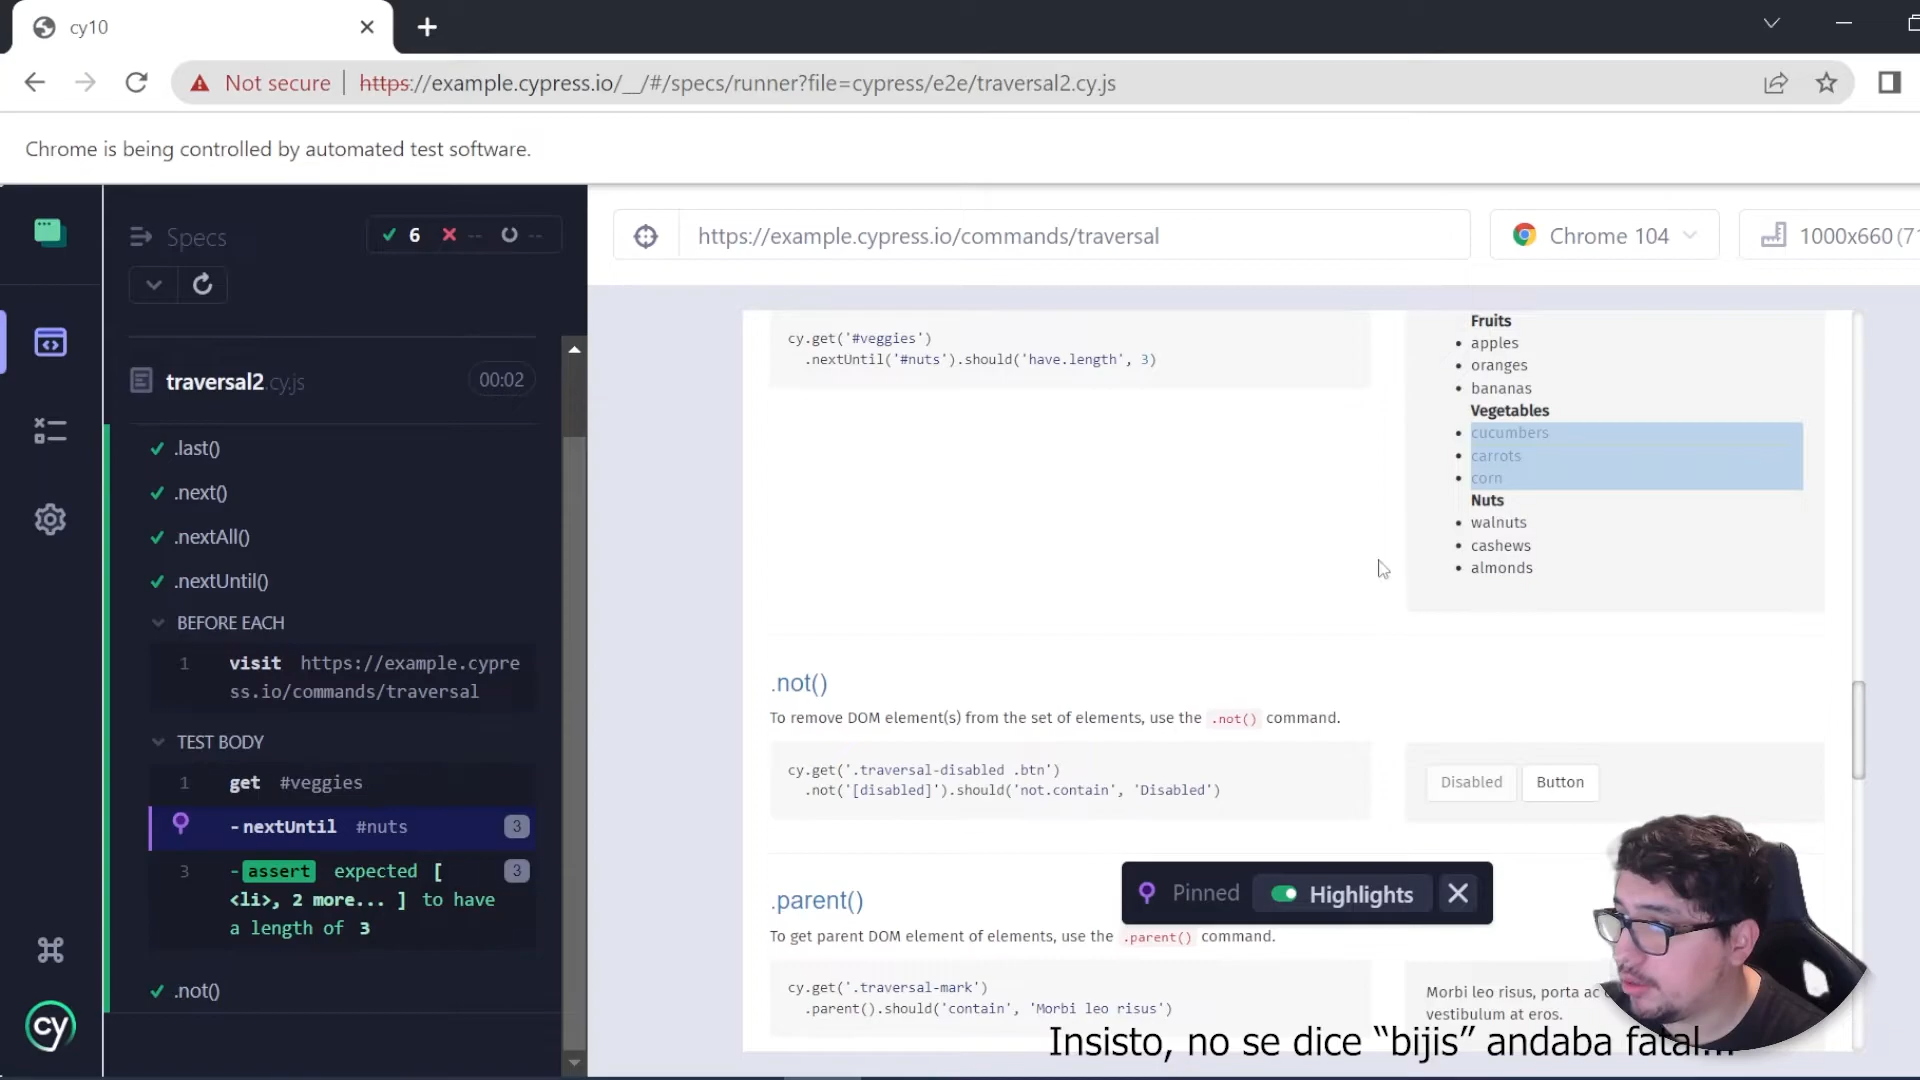 cy10
Not secure
https://example.cypress.io/__/#/specs/runner?file=cypress/e2e/traversal2.cy.js
Chrome is being controlled by automated test software.
Specs
6 -- --
traversal2.cy.js
00:02
.last()
.next()
.nextAll()
.nextUntil()
BEFORE EACH
1 visit https://example.cypre
ss.io/commands/traversal
TEST BODY
1 get #veggies
-nextUntil #nuts 3
3 -assert expected [ 3
<li>, 2 more... ] to have
a length of 3
.not()
cy
https://example.cypress.io/commands/traversal
Chrome 104
1000x660 (71
cy.get('#veggies')
.nextUntil('#nuts').should('have.length', 3)
Fruits
apples
oranges
bananas
Vegetables
cucumbers
carrots
corn
Nuts
walnuts
cashews
almonds
.not()
To remove DOM element(s) from the set of elements, use the .not() command.
cy.get('.traversal-disabled .btn')
.not('[disabled]').should('not.contain', 'Disabled')
Disabled
Button
.parent()
To get parent DOM element of elements, use the .parent() command.
cy.get('.traversal-mark')
.parent().should('contain', 'Morbi leo risus')
Morbi leo risus, porta ac
vestibulum at eros.
Pinned
Highlights
Insisto, no se dice “bijis” andaba fatal...